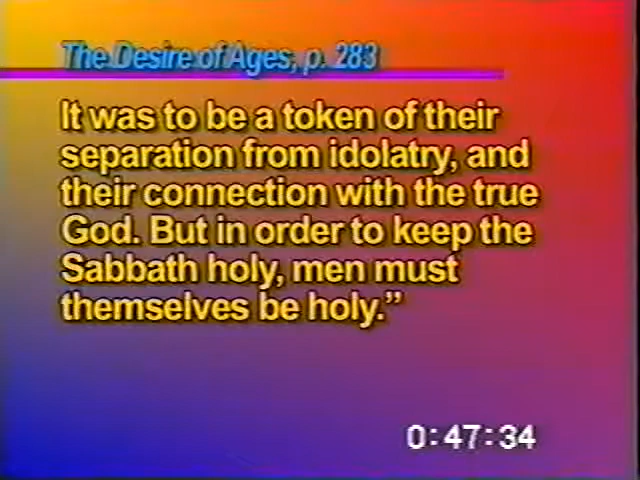 The Desire of Ages, p. 283
It was to be a token of their
separation from idolatry, and
their connection with the true
God. But in order to keep the
Sabbath holy, men must
themselves be holy.”
0:47:34